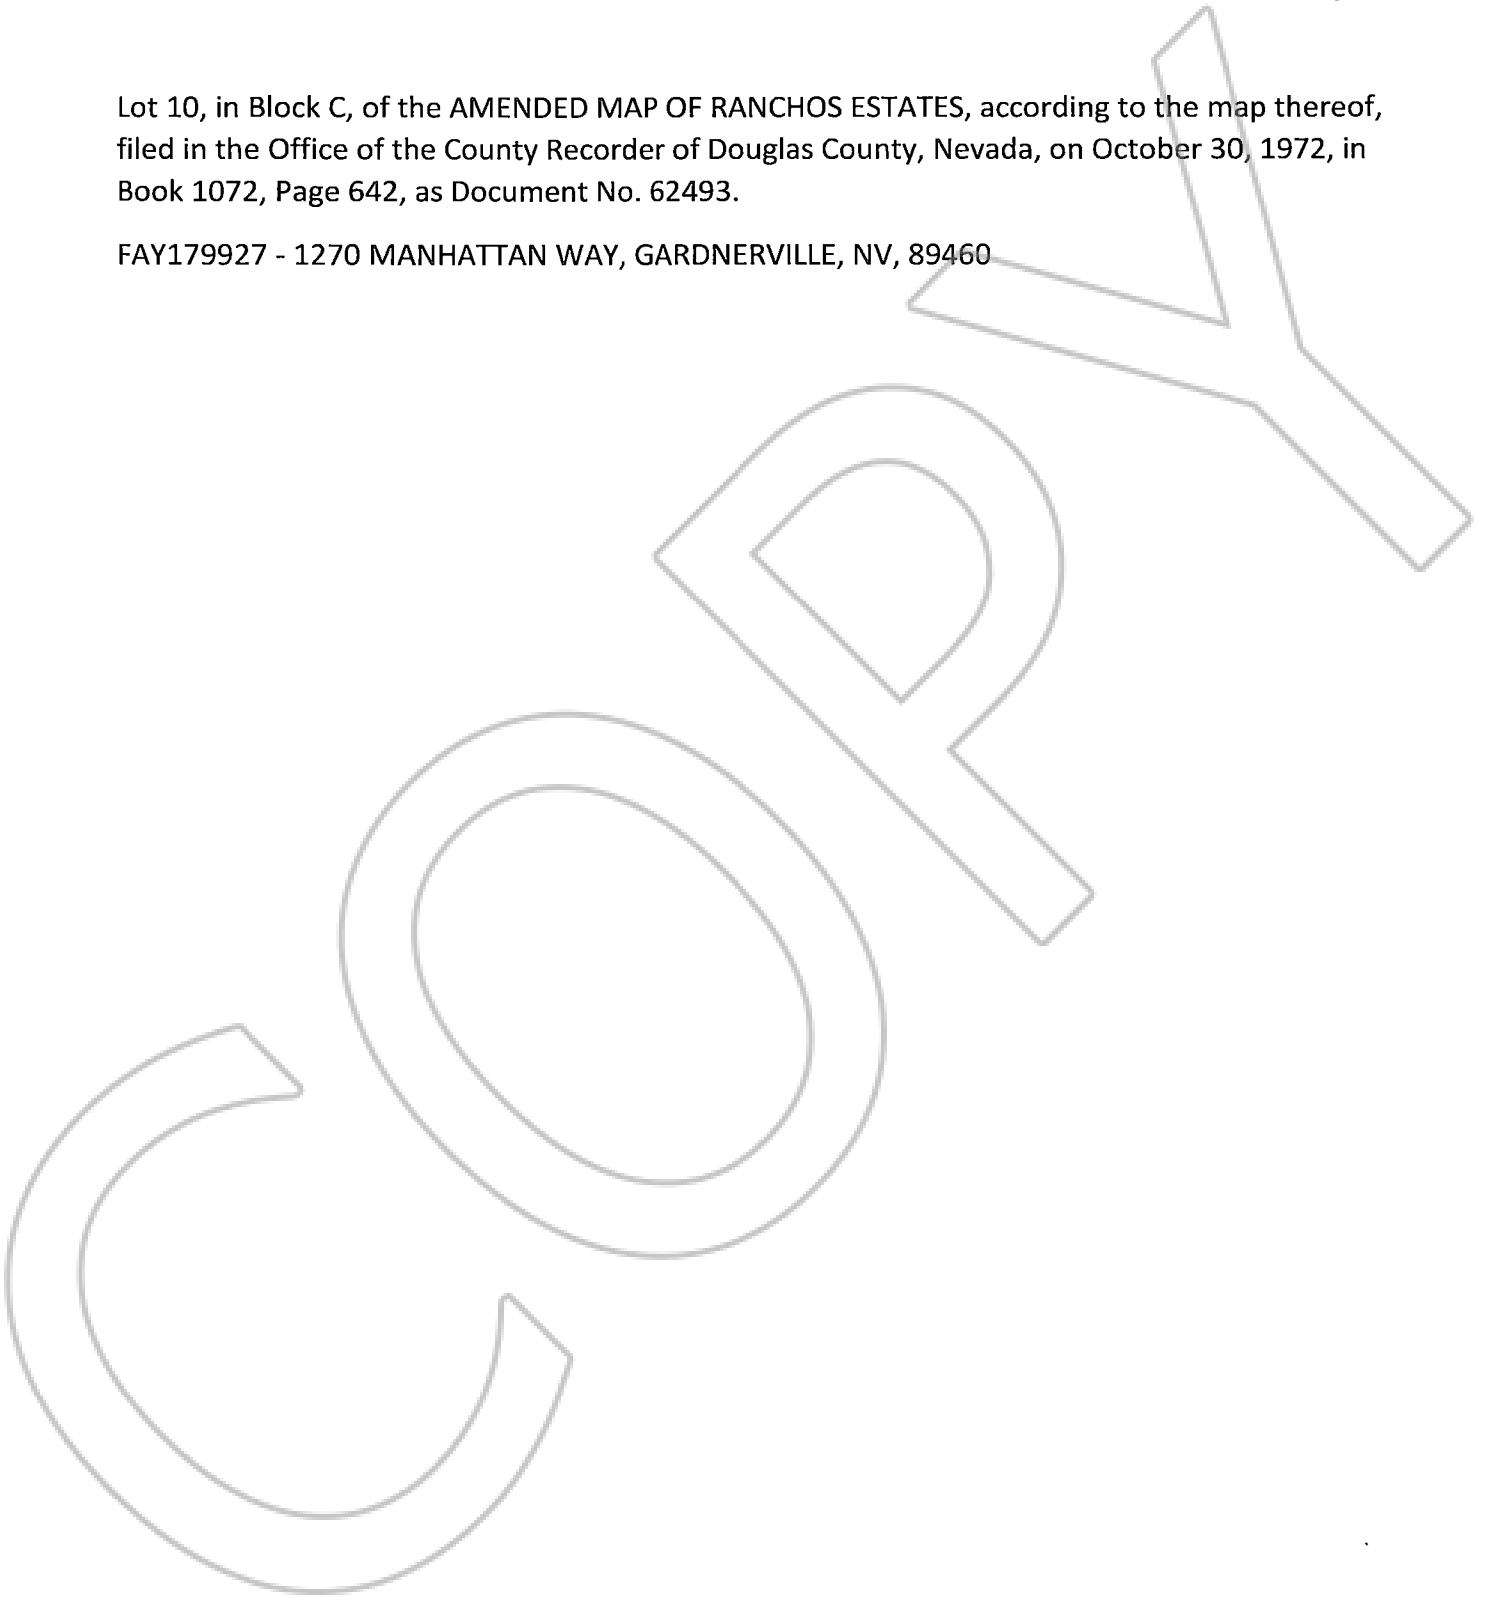 Lot 10, in Block C, of the AMENDED MAP OF RANCHOS ESTATES, according to the map thereof,
filed in the Office of the County Recorder of Douglas County, Nevada, on October 30, 1972, in
Book 1072, Page 642, as Document No. 62493.
FAY179927 - 1270 MANHATTAN WAY, GARDNERVILLE, NV, 89460
COPY